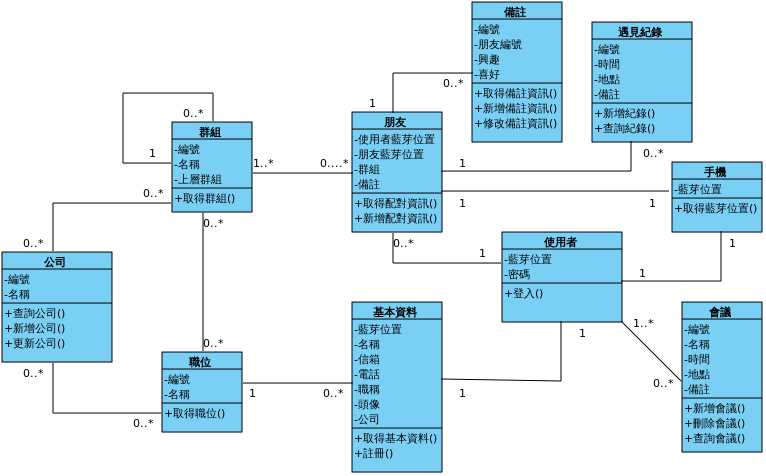 備註
-編號
-朋友編號
-興趣
-喜好
+取得備註資訊()
+新增備註資訊()
+修改備註資訊()
遇見紀錄
-編號
-時間
-地點
-備註
+新增紀錄()
+查詢紀錄()
群組
-編號
-名稱
-上層群組
+取得群組()
朋友
-使用者藍芽位置
-朋友藍芽位置
-群組
-備註
+取得配對資訊()
+新增配對資訊()
手機
-藍芽位置
+取得藍芽位置()
公司
-編號
-名稱
+查詢公司()
+新增公司()
+更新公司()
使用者
-藍芽位置
-密碼
+登入()
職位
-編號
-名稱
+取得職位()
基本資料
-藍芽位置
-名稱
-信箱
-電話
-職稱
-頭像
-公司
+取得基本資料()
+註冊()
會議
-編號
-名稱
-時間
-地點
-備註
+新增會議()
+刪除會議()
+查詢會議()
0..*
1
1..*
0....*
1
0..*
1
0..*
1
1
0..*
1
1
1
0..*
0..*
0..*
0..*
0..*
0..*
1
0..*
1
1
1..*
0..*